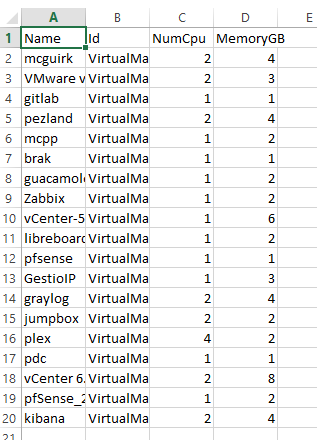 A B C D E
1 Name Id NumCpu MemoryGB
2 mcguirk VirtualMa 2 4
3 VMware v VirtualMa 2 3
4 gitlab VirtualMa 1 1
5 pezland VirtualMa 2 4
6 mcpp VirtualMa 1 2
7 brak VirtualMa 1 1
8 guacamol VirtualMa 1 2
9 Zabbix VirtualMa 1 2
10 vCenter-5 VirtualMa 1 6
11 libreboard VirtualMa 1 2
12 pfsense VirtualMa 1 1
13 GestioIP VirtualMa 1 3
14 graylog VirtualMa 2 4
15 jumpbox VirtualMa 2 2
16 plex VirtualMa 4 2
17 pdc VirtualMa 1 1
18 vCenter 6. VirtualMa 2 8
19 pfSense_2 VirtualMa 1 2
20 kibana VirtualMa 2 4
21